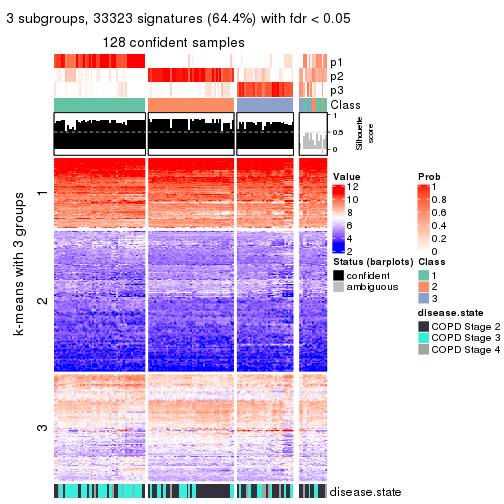 3 subgroups, 33323 signatures (64.4%) with fdr < 0.05
128 confident samples
p1
p2
p3
Class
1
0.5
0
Silhouette
score
k-means with 3 groups
1
2
3
Value
12
10
8
6
4
2
Prob
1
0.8
0.6
0.4
0.2
0
Status (barplots)
confident
ambiguous
Class
1
2
3
disease.state
COPD Stage 2
COPD Stage 3
COPD Stage 4
disease.state